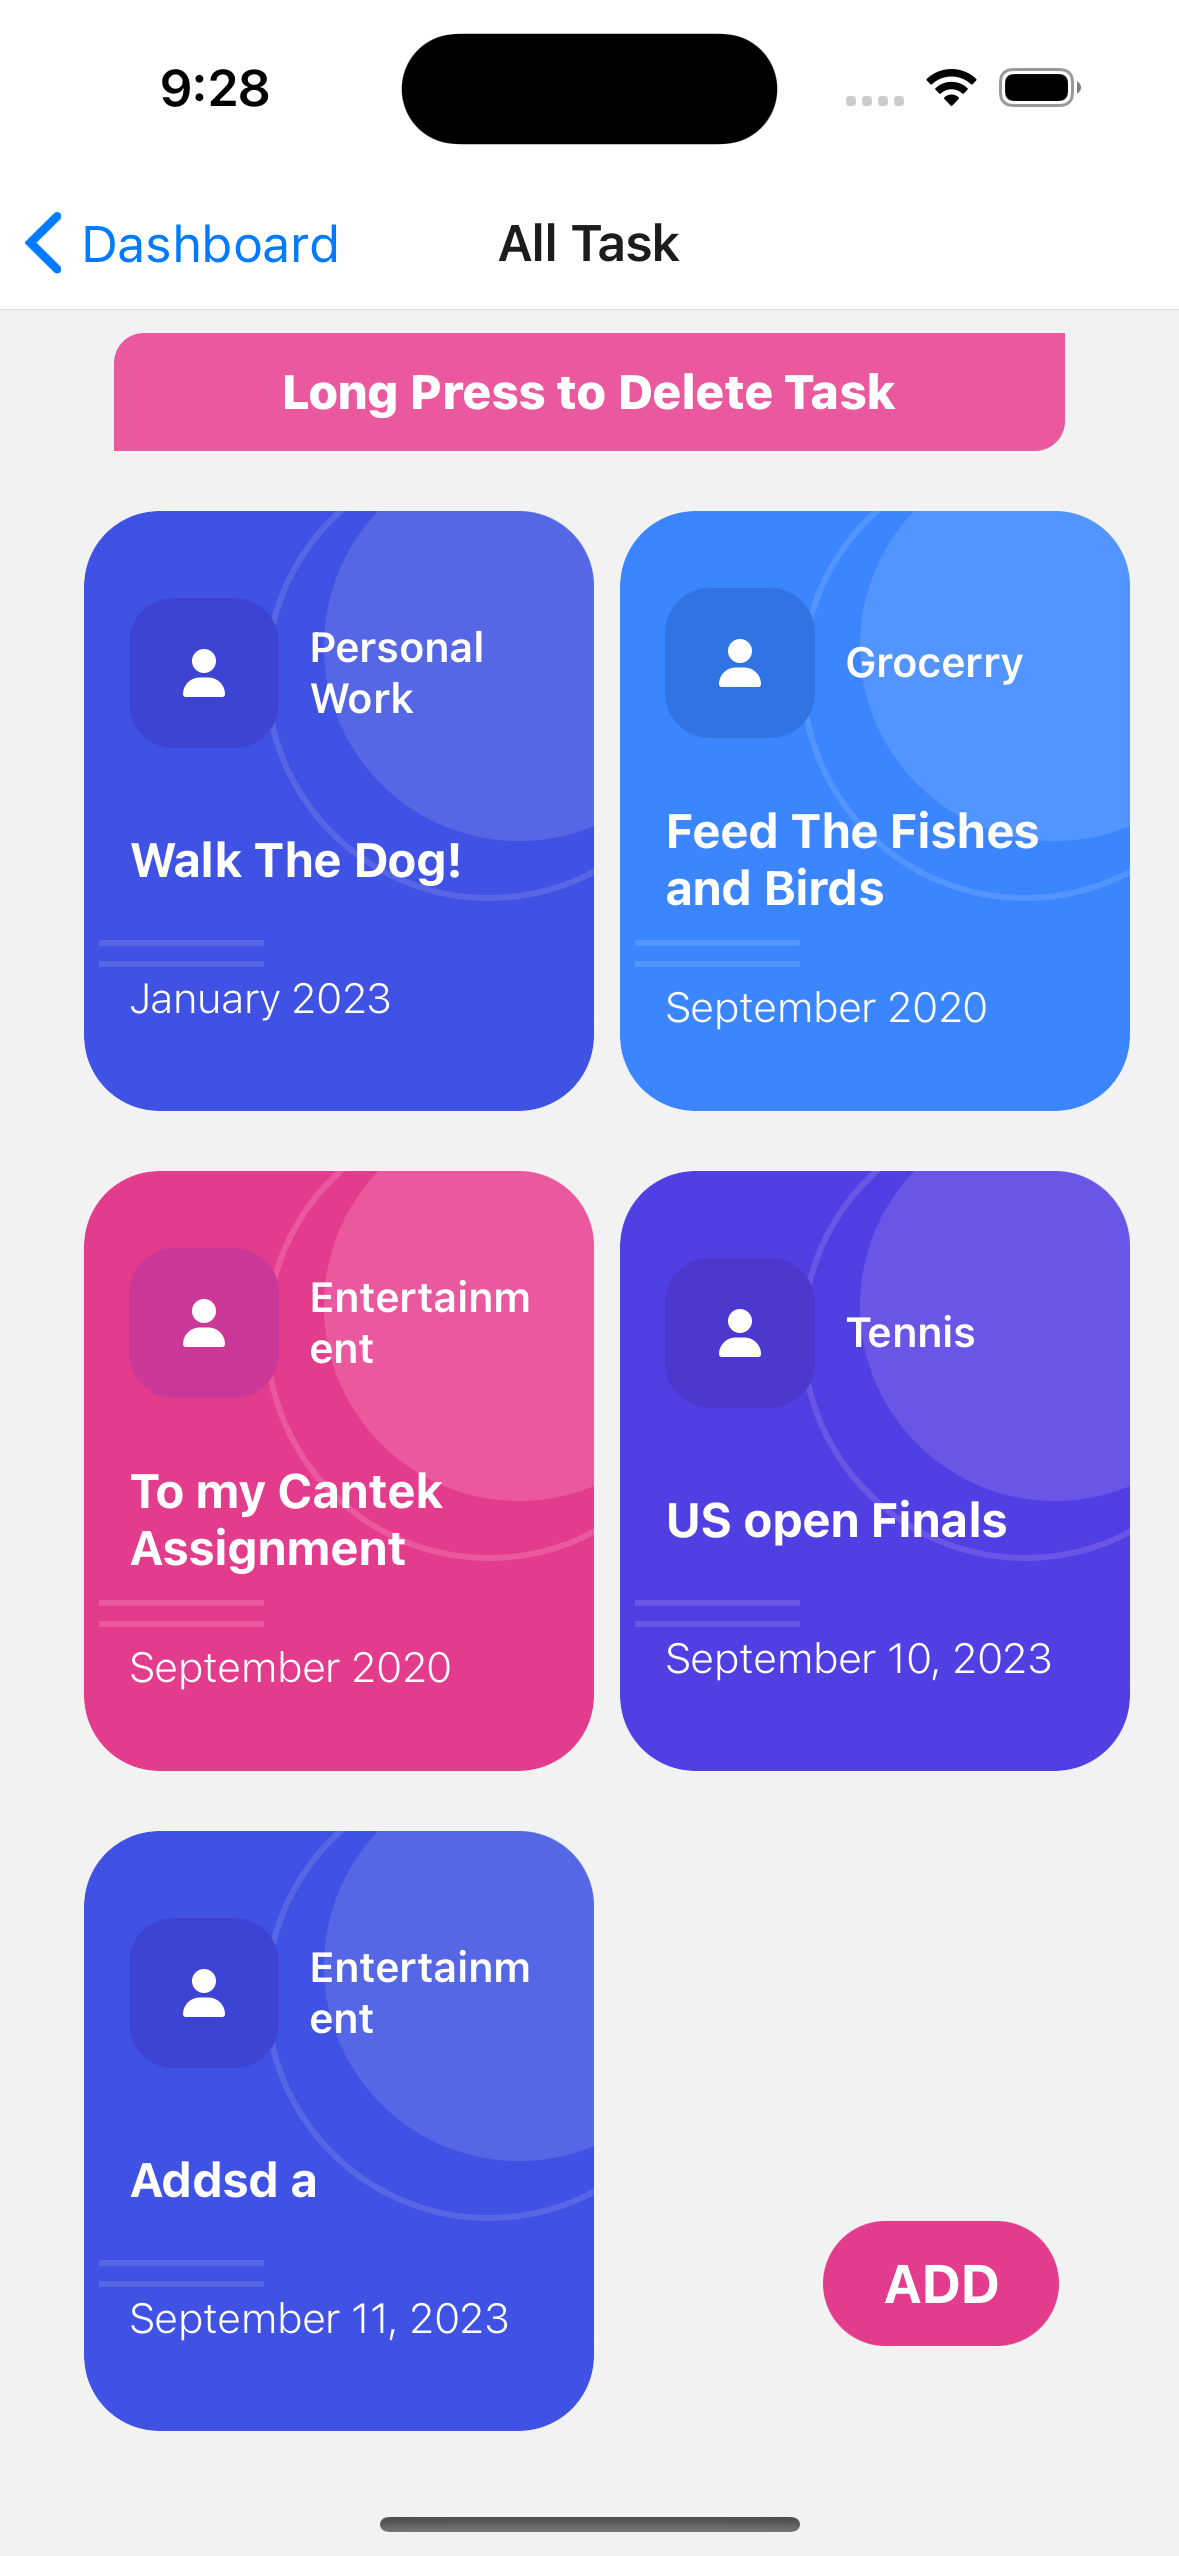 9:28
Dashboard
All Task
Long Press to Delete Task
Personal
Work
Walk The Dog!
January 2023
Grocerry
Feed The Fishes
and Birds
September 2020
Entertainm
ent
To my Cantek
Assignment
September 2020
Tennis
US open Finals
September 10, 2023
Entertainm
ent
Addsd a
September 11, 2023
ADD